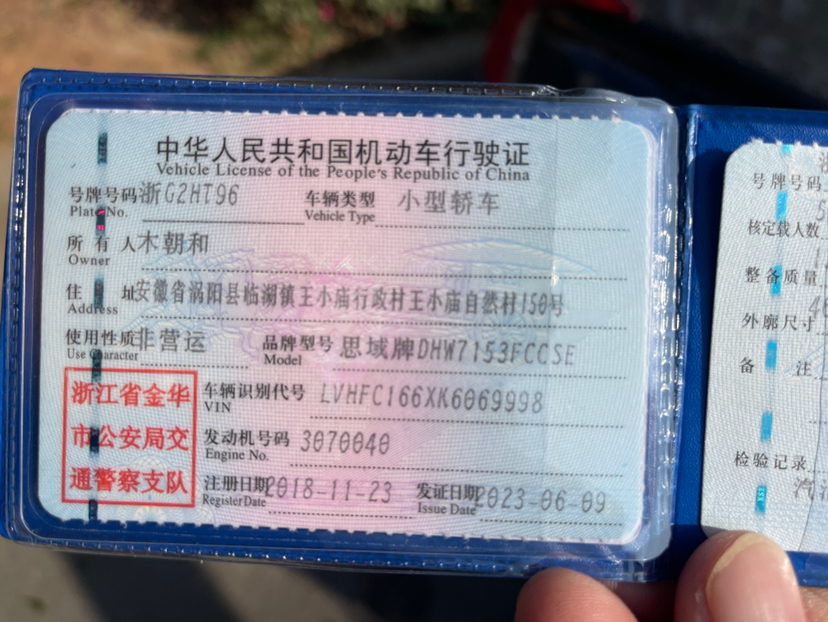 中华人民共和国机动车行驶证
Vehicle License of the People's Republic of China
号牌号码 浙G2HT96 车辆类型 小型轿车
Plate No. Vehicle Type
所有人 木朝和
Owner
住址 安徽省涡阳县临湖镇王小庙行政村王小庙自然村150号
Address
使用性质 非营运 品牌型号 思域牌DHW7153FCCSE
Use Character Model
浙江省金华
市公安局交
通警察支队
车辆识别代号 LVHFC166XK6069998
VIN
发动机号码 3070040
Engine No.
注册日期 2018-11-23 发证日期 2023-06-09
Register Date Issue Date
号牌号码
核定载人数
整备质量
外廓尺寸
备注
检验记录